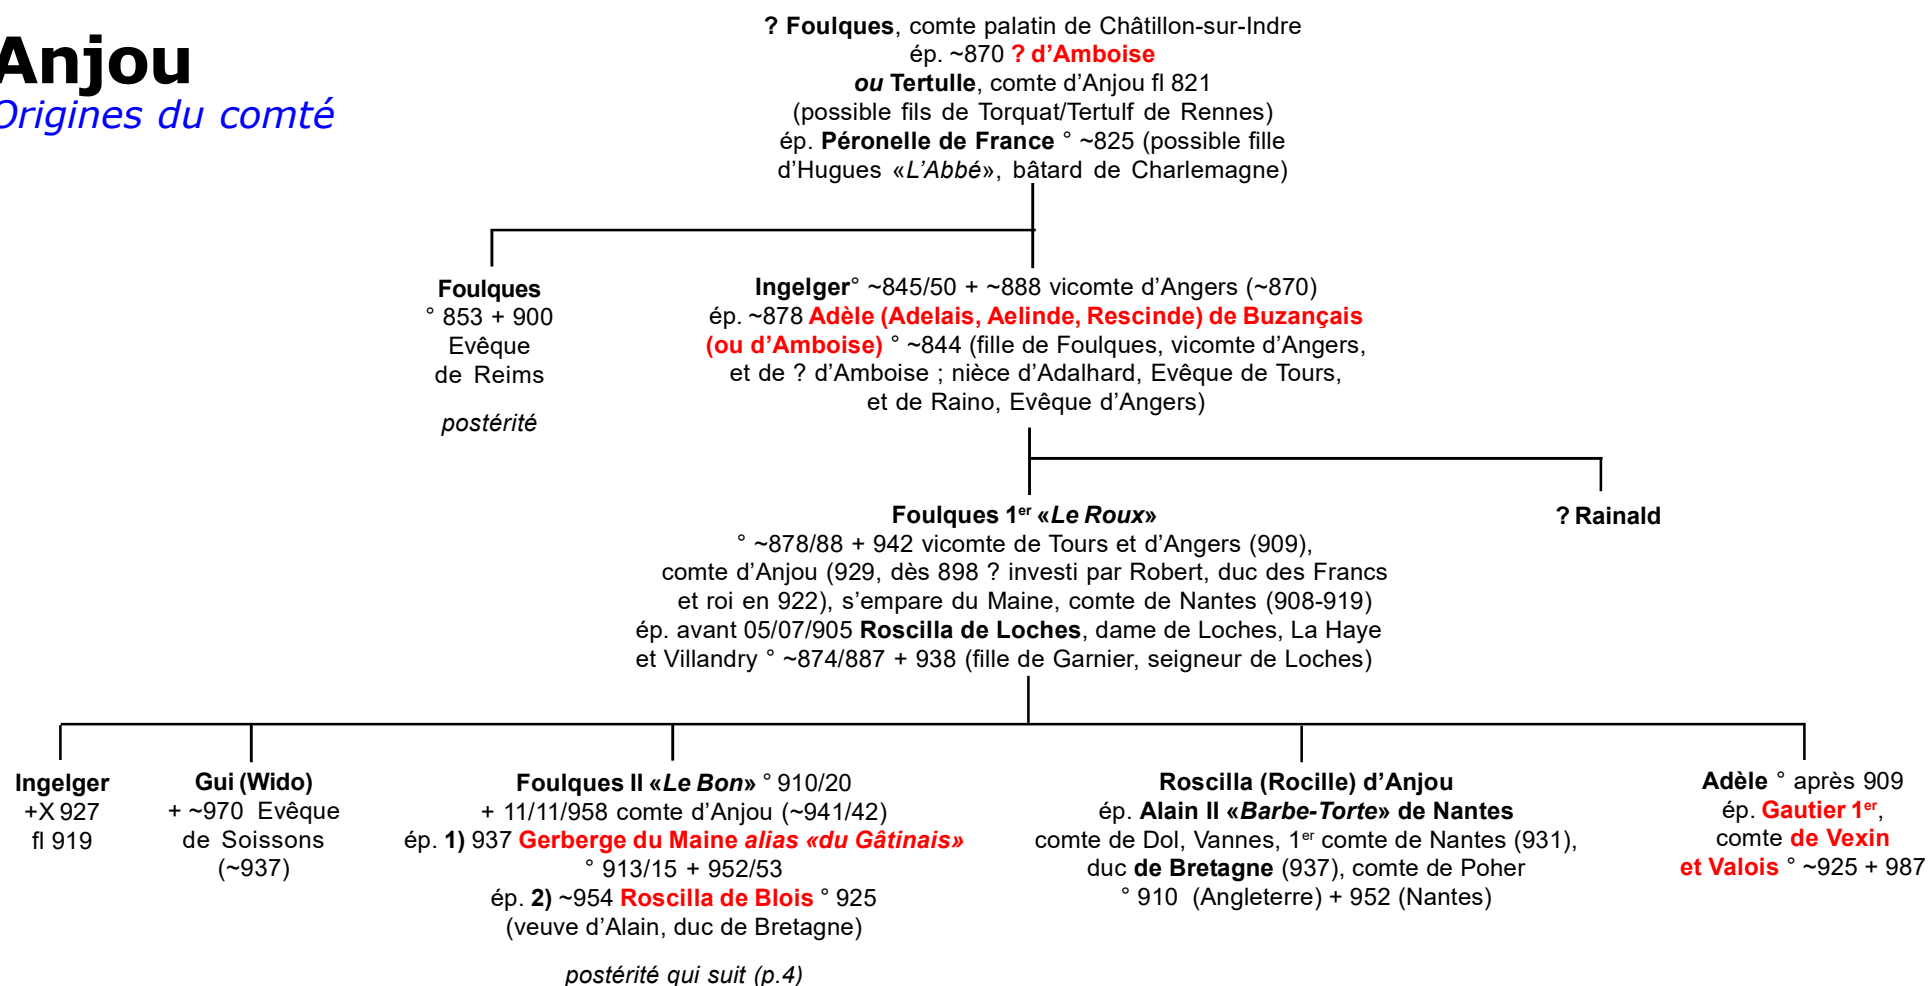 Anjou
Origines du comté
? Foulques, comte palatin de Châtillon-sur-Indre
ép. ~870 ? d’Amboise
ou Tertulle, comte d’Anjou fl 821
(possible fils de Torquat/Tertulf de Rennes)
ép. Péronelle de France ° ~825 (possible fille
d’Hugues «L’Abbé», bâtard de Charlemagne)
Foulques
° 853 + 900
Evêque
de Reims
postérité
Ingelger° ~845/50 + ~888 vicomte d’Angers (~870)
ép. ~878 Adèle (Adelais, Aelinde, Rescinde) de Buzançais
(ou d’Amboise) ° ~844 (fille de Foulques, vicomte d’Angers,
et de ? d’Amboise ; nièce d’Adalhard, Evêque de Tours,
et de Raino, Evêque d’Angers)
Foulques 1er «Le Roux»
° ~878/88 + 942 vicomte de Tours et d’Angers (909),
comte d’Anjou (929, dès 898 ? investi par Robert, duc des Francs
et roi en 922), s’empare du Maine, comte de Nantes (908-919)
ép. avant 05/07/905 Roscilla de Loches, dame de Loches, La Haye
et Villandry ° ~874/887 + 938 (fille de Garnier, seigneur de Loches)
? Rainald
Ingelger
+X 927
fl 919
Gui (Wido)
+ ~970 Evêque
de Soissons
(~937)
Foulques II «Le Bon» ° 910/20
+ 11/11/958 comte d’Anjou (~941/42)
ép. 1) 937 Gerberge du Maine alias «du Gâtinais»
° 913/15 + 952/53
ép. 2) ~954 Roscilla de Blois ° 925
(veuve d’Alain, duc de Bretagne)
postérité qui suit (p.4)
Roscilla (Rocille) d’Anjou
ép. Alain II «Barbe-Torte» de Nantes
comte de Dol, Vannes, 1er comte de Nantes (931),
duc de Bretagne (937), comte de Poher
° 910 (Angleterre) + 952 (Nantes)
Adèle ° après 909
ép. Gautier 1er,
comte de Vexin
et Valois ° ~925 + 987